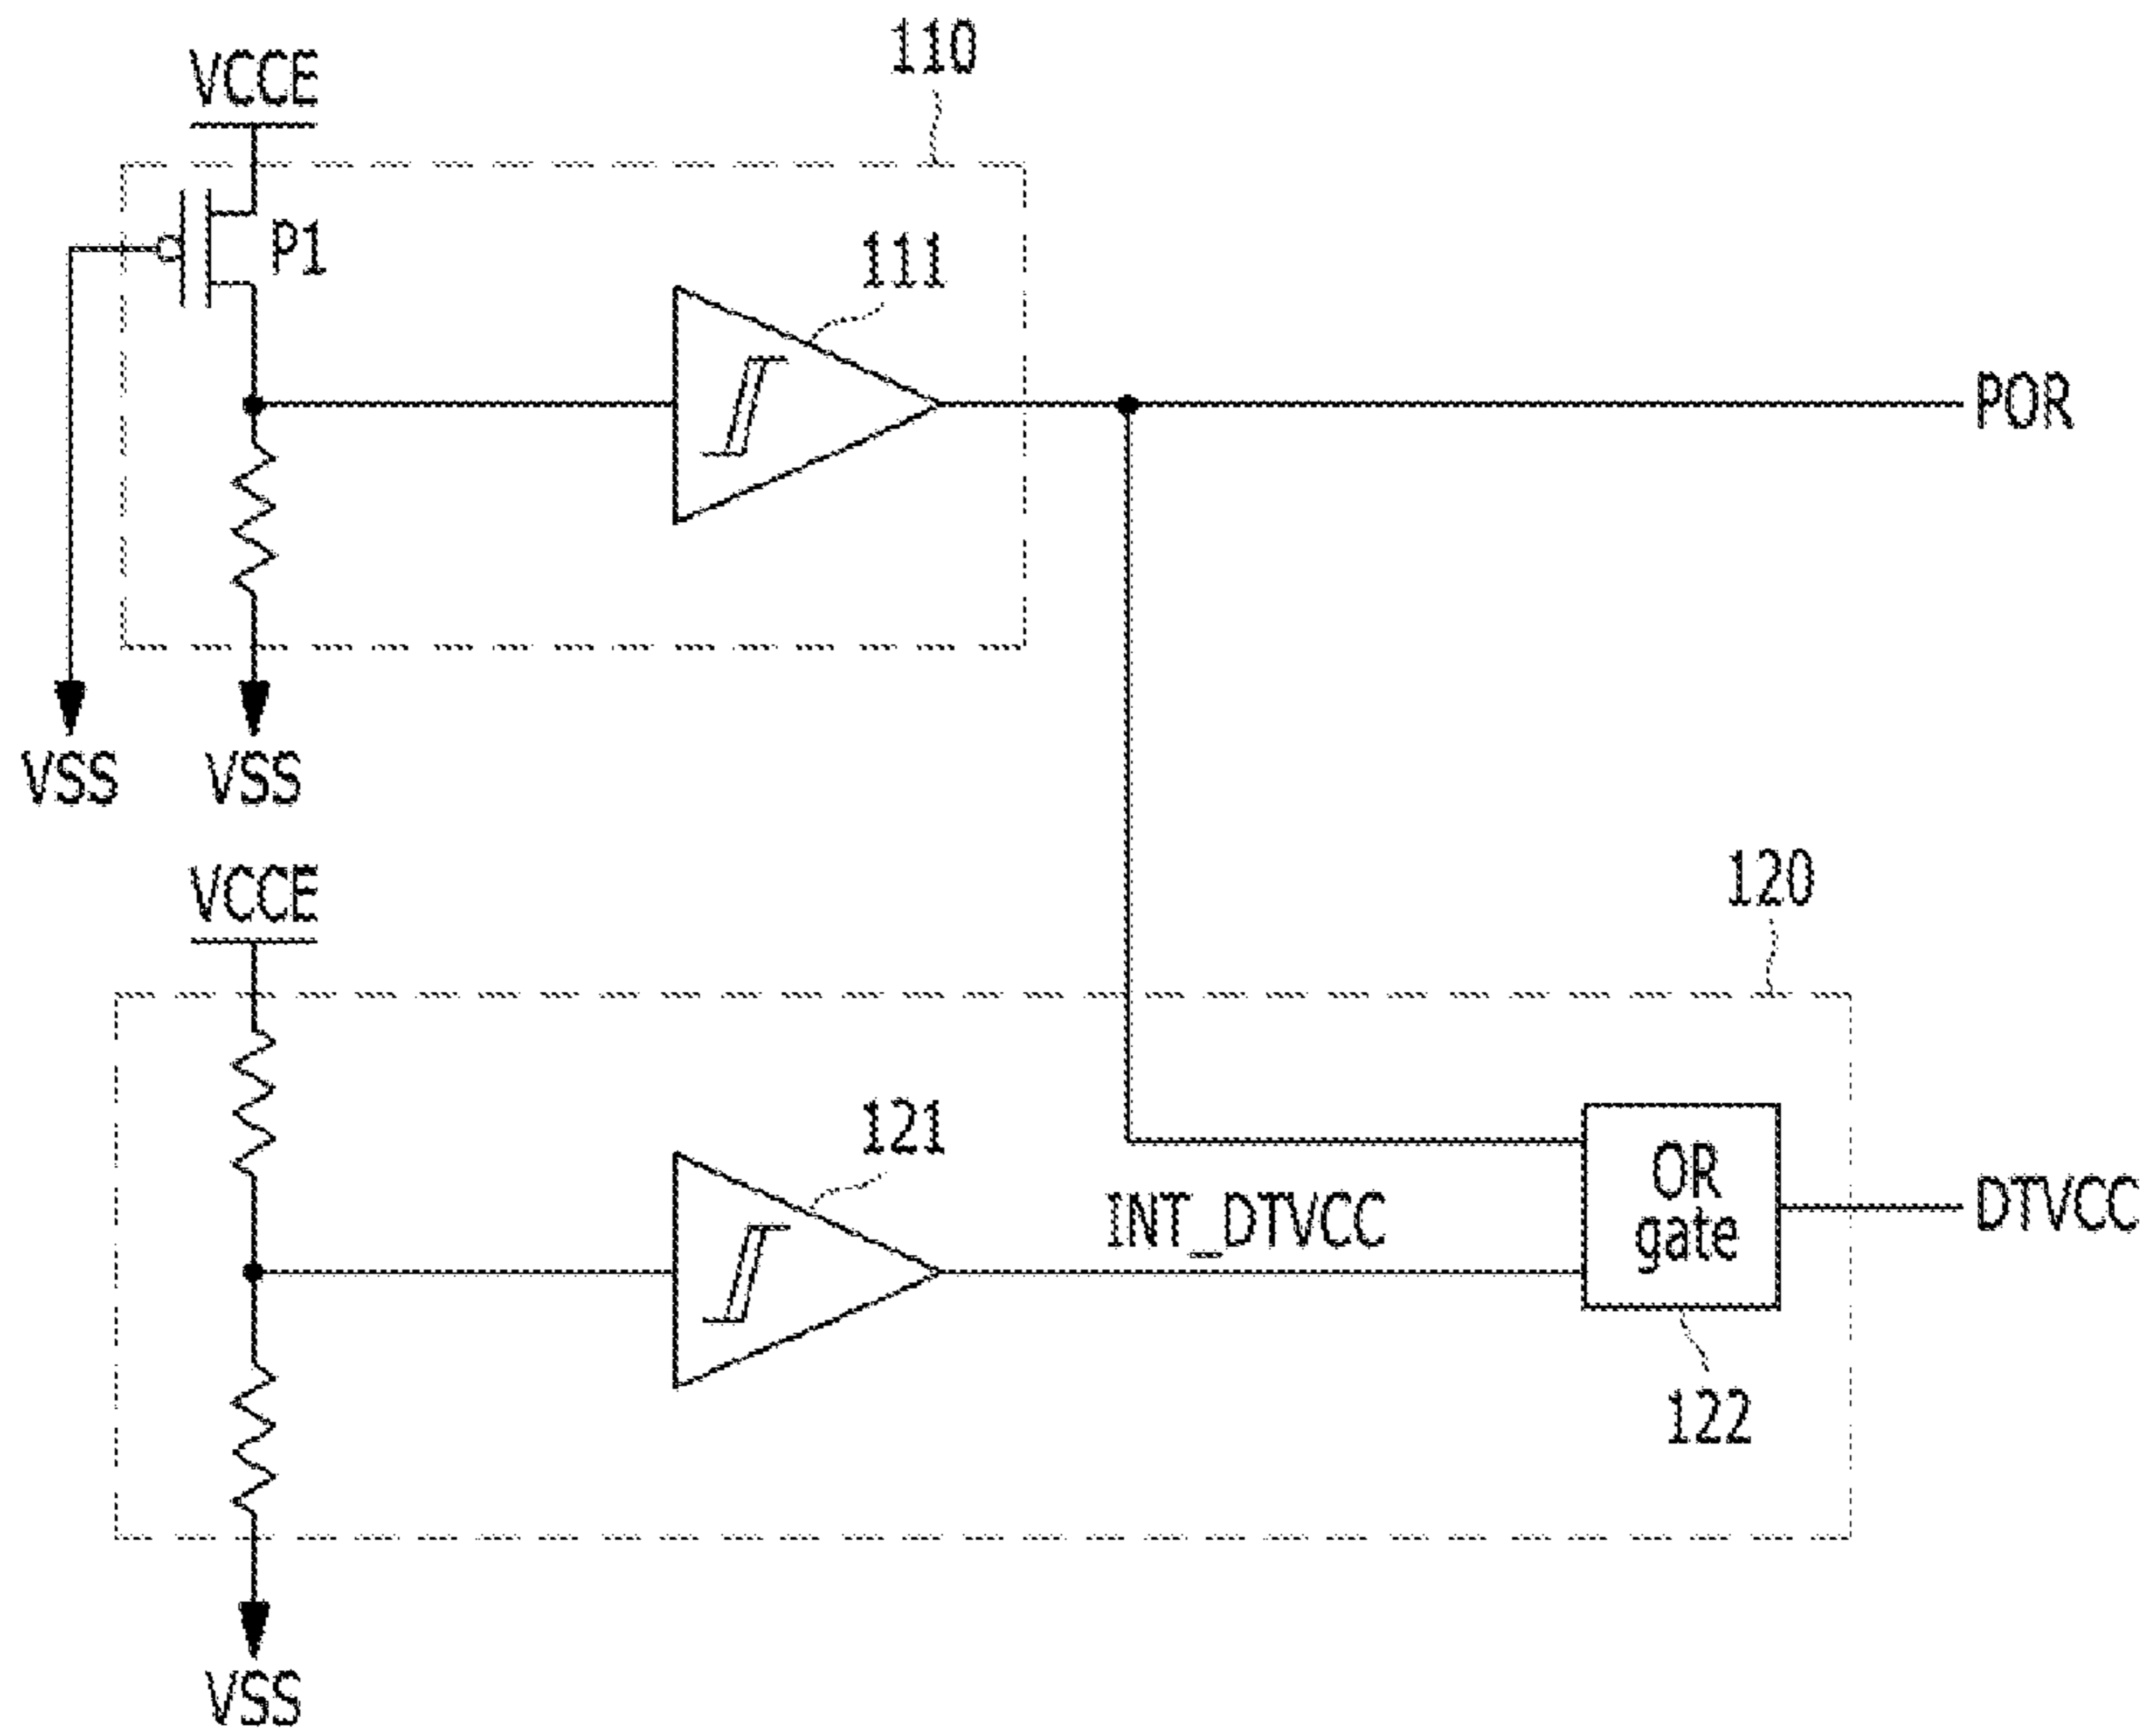 110
VCCE
P1
111
POR
VSS
VSS
VCCE
120
121
INT_DTVCC
OR
gate
DTVCC
122
VSS